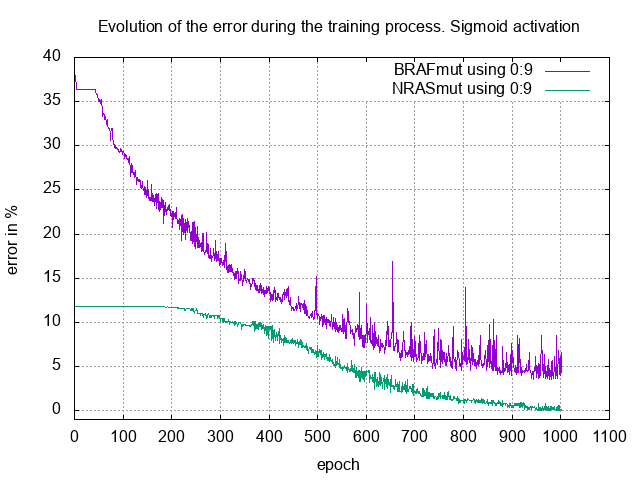 Evolution of the error during the training process. Sigmoid activation
BRAFmut using 0:9
NRASmut using 0:9
error in %
40
35
30
25
20
15
10
5
0
0 100 200 300 400 500 600 700 800 900 1000 1100
epoch